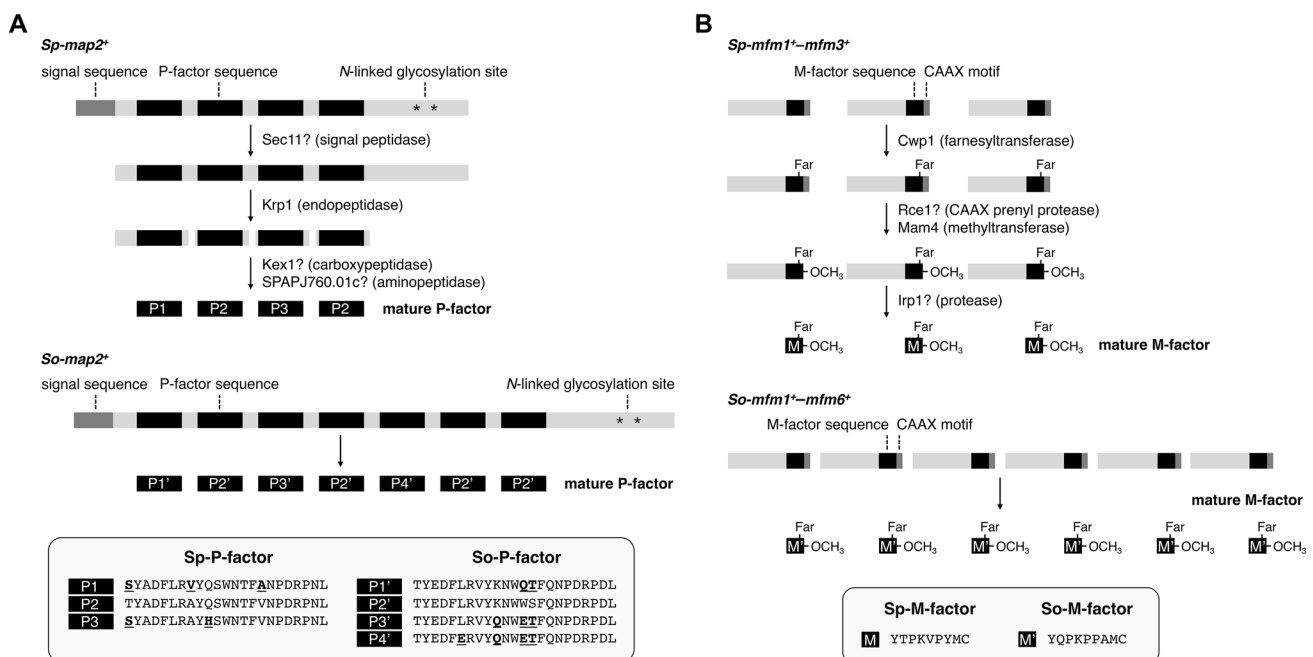 A
Sp-map2+
signal sequence P-factor sequence N-linked glycosylation site
* *
Sec11? (signal peptidase)
Krp1 (endopeptidase)
Kex1? (carboxypeptidase)
SPAPJ760.01c? (aminopeptidase)
P1 P2 P3 P2 mature P-factor
So-map2+
signal sequence P-factor sequence N-linked glycosylation site
* *
P1' P2' P3' P2' P4' P2' P2' mature P-factor
Sp-P-factor So-P-factor
P1 SYADFLRVYQSWNTFANPDRPNL P1' TYEDFLRVYKNWQTFQNPDRPDL
P2 TYADFLRAYQSWNTFVNPDRPNL P2' TYEDFLRVYKNWWSFQNPDRPDL
P3 SYADFLRAYHSWNTFVNPDRPNL P3' TYEDFLRVYQNWETFQNPDRPDL
P4' TYEDFERVYQNWETFQNPDRPDL
B
Sp-mfm1+–mfm3+
M-factor sequence CAAX motif
Cwp1 (farnesyltransferase)
Far Far Far
Rce1? (CAAX prenyl protease)
Mam4 (methyltransferase)
Far Far Far
OCH3 OCH3 OCH3
Irp1? (protease)
Far Far Far
M OCH3 M OCH3 M OCH3 mature M-factor
So-mfm1+–mfm6+
M-factor sequence CAAX motif
mature M-factor
Far Far Far Far Far Far
M' OCH3 M' OCH3 M' OCH3 M' OCH3 M' OCH3 M' OCH3
Sp-M-factor So-M-factor
M YTPKVPYMC M' YQPKPPAMC